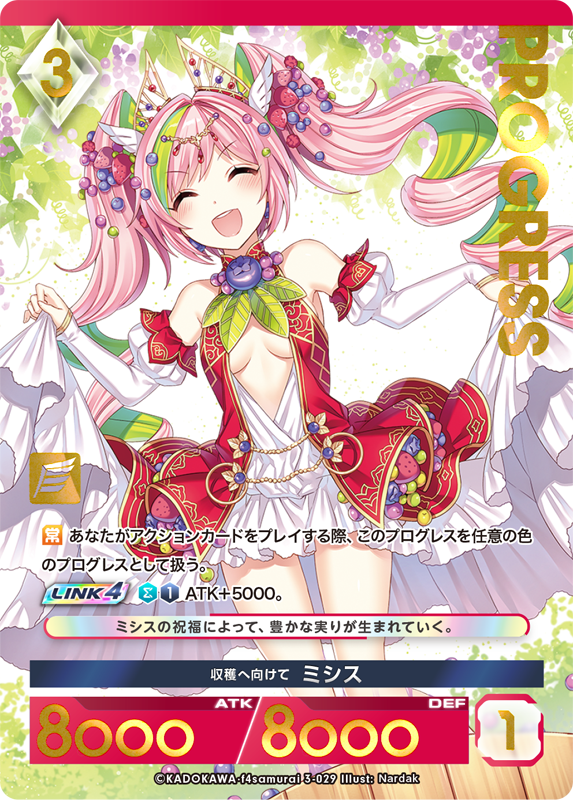 3
PROGRESS
常 あなたがアクションカードをプレイする際、このプログレスを任意の色
のプログレスとして扱う。
LINK 4 Σ 1 ATK+5000。
ミシスの祝福によって、豊かな実りが生まれていく。
収穫へ向けて ミシス
ATK DEF
8000 8000 1
©KADOKAWA-f4samurai 3-029 Illust: Nardak